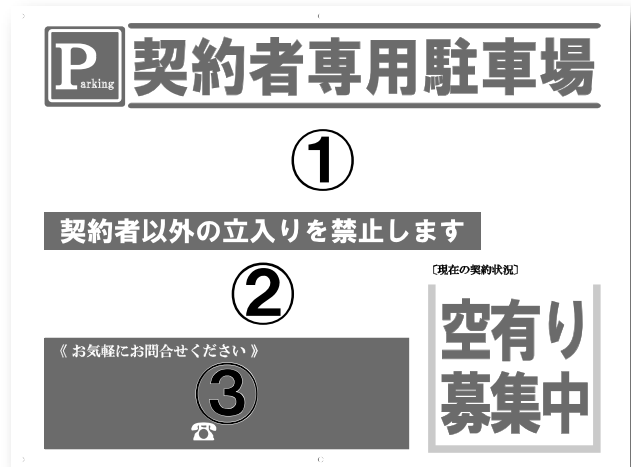 Parking
契約者専用駐車場
①
契約者以外の立入りを禁止します
②
〔現在の契約状況〕
空有り
募集中
《 お気軽にお問合せください 》
③
☎